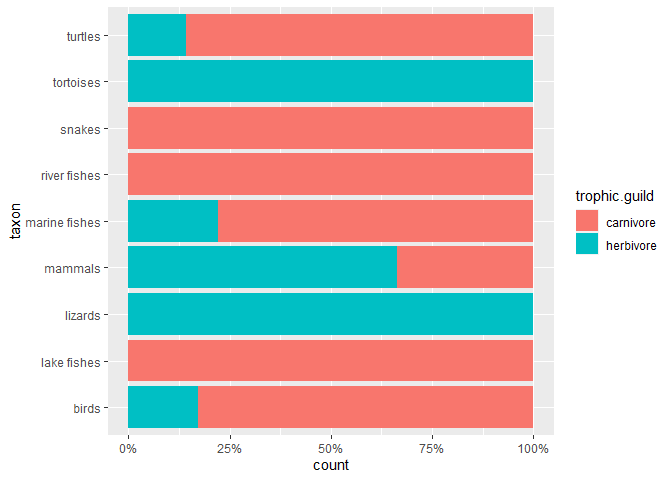 turtles
tortoises
snakes
river fishes
marine fishes
mammals
lizards
lake fishes
birds
taxon
0%
25%
50%
75%
100%
count
trophic.guild
carnivore
herbivore